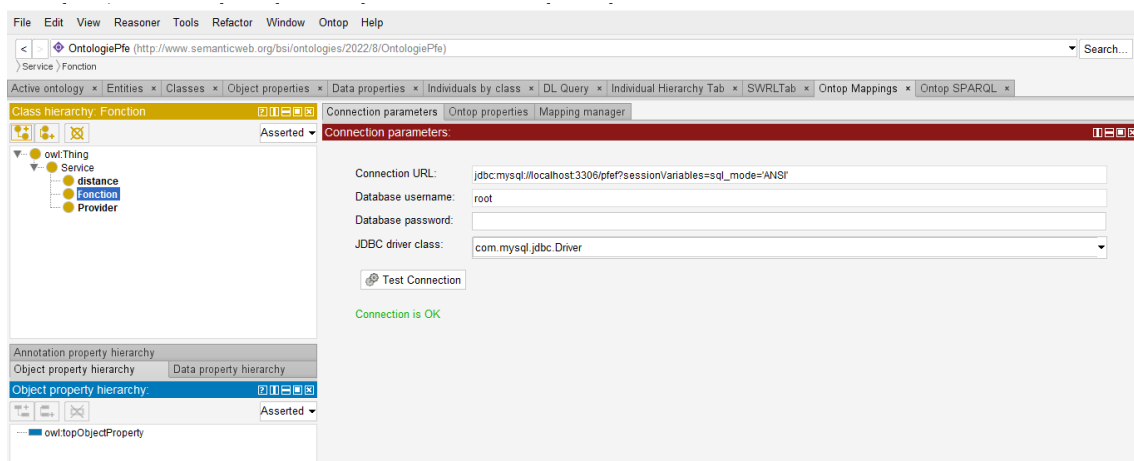 File Edit View Reasoner Tools Refactor Window Ontop Help
< > OntologiePfe (http://www.semanticweb.org/bsi/ontologies/2022/8/OntologiePfe) Search...
Service Fonction
Active ontology × Entities × Classes × Object properties × Data properties × Individuals by class × DL Query × Individual Hierarchy Tab × SWRLTab × Ontop Mappings × Ontop SPARQL ×
Class hierarchy: Fonction
Asserted
owl:Thing
Service
distance
Fonction
Provider
Annotation property hierarchy
Object property hierarchy Data property hierarchy
Object property hierarchy:
Asserted
owl:topObjectProperty
Connection parameters Ontop properties Mapping manager
Connection parameters:
Connection URL: jdbc:mysql://localhost:3306/pfef?sessionVariables=sql_mode='ANSI'
Database username: root
Database password:
JDBC driver class: com.mysql.jdbc.Driver
Test Connection
Connection is OK